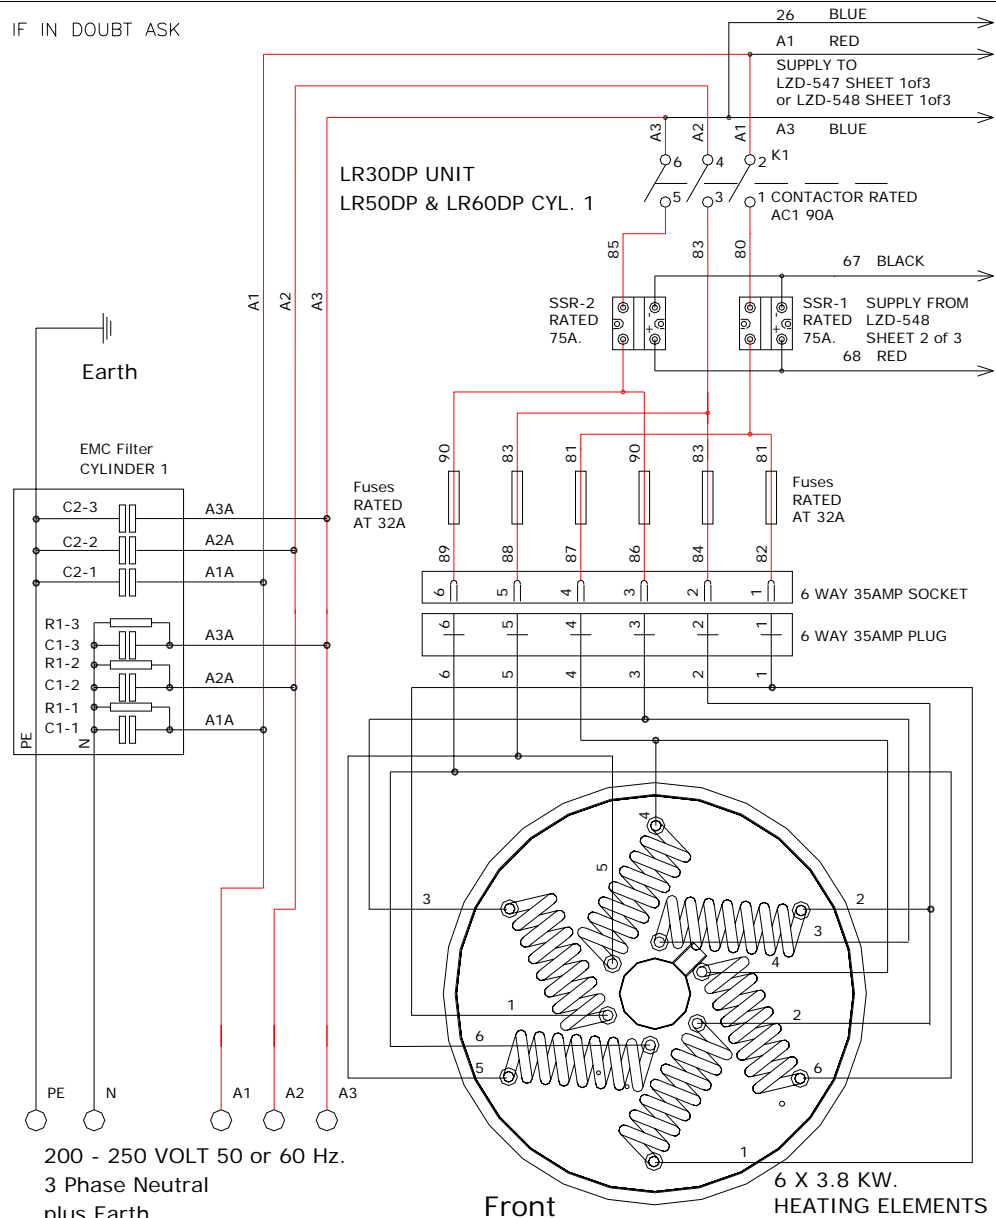 IF IN DOUBT ASK
26 BLUE
A1 RED
SUPPLY TO
LZD-547 SHEET 1of3
or LZD-548 SHEET 1of3
A3 BLUE
A3
A2
A1
6
4
2
K1
LR30DP UNIT
LR50DP & LR60DP CYL. 1
5
3
1
CONTACTOR RATED
AC1 90A
85
83
80
67 BLACK
A1
A2
A3
SSR-2
RATED
75A.
-
+
-
+
SSR-1
RATED
75A.
SUPPLY FROM
LZD-548
SHEET 2 of 3
68 RED
Earth
EMC Filter
CYLINDER 1
90
83
81
90
83
81
Fuses
RATED
AT 32A
Fuses
RATED
AT 32A
C2-3
A3A
C2-2
A2A
C2-1
A1A
89
88
87
86
84
82
6
5
4
3
2
1
6 WAY 35AMP SOCKET
R1-3
C1-3
A3A
R1-2
C1-2
A2A
R1-1
C1-1
A1A
PE
N
6
5
4
3
2
1
6 WAY 35AMP PLUG
6
5
4
3
2
1
4
5
3
2
3
4
1
2
6
5
6
1
PE
N
A1
A2
A3
200 - 250 VOLT 50 or 60 Hz.
3 Phase Neutral
plus Earth
Front
6 X 3.8 KW.
HEATING ELEMENTS